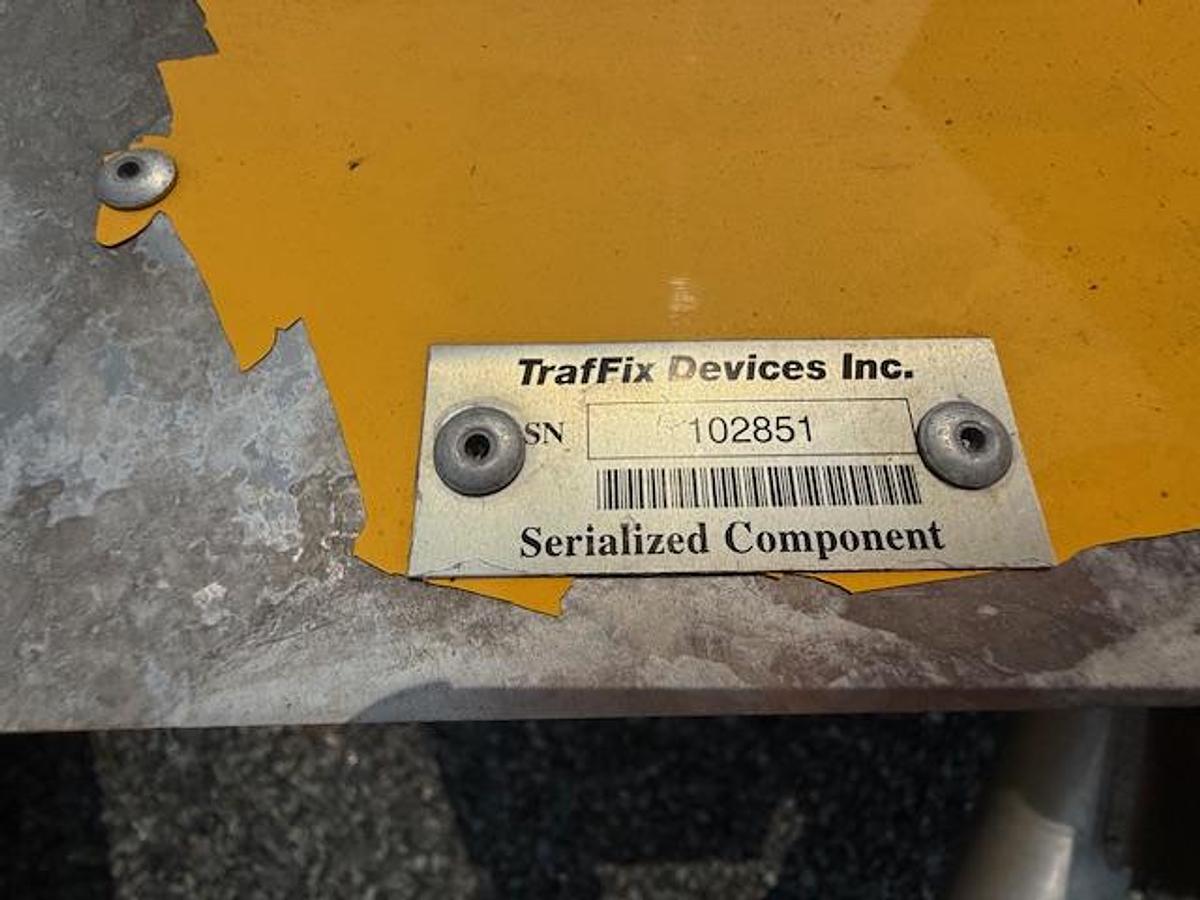 TrafFix Devices Inc.
SN 102851
Serialized Component